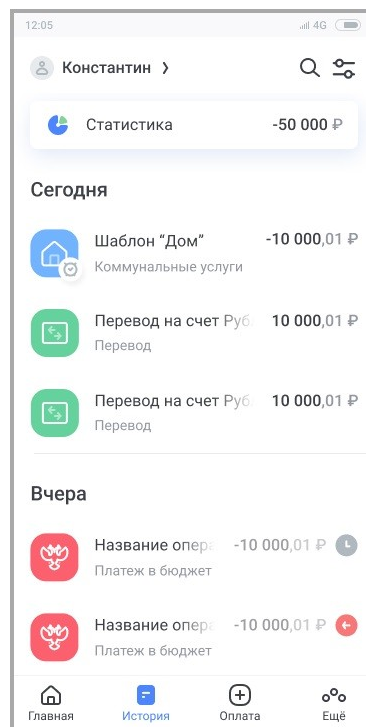 12:05 4G
Константин
Статистика -50 000 ₽
Сегодня
Шаблон “Дом” -10 000,01 ₽
Коммунальные услуги
Перевод на счет Руб 10 000,01 ₽
Перевод
Перевод на счет Руб 10 000,01 ₽
Перевод
Вчера
Название опер -10 000,01 ₽
Платеж в бюджет
Название опер -10 000,01 ₽
Платеж в бюджет
Главная История Оплата Ещё